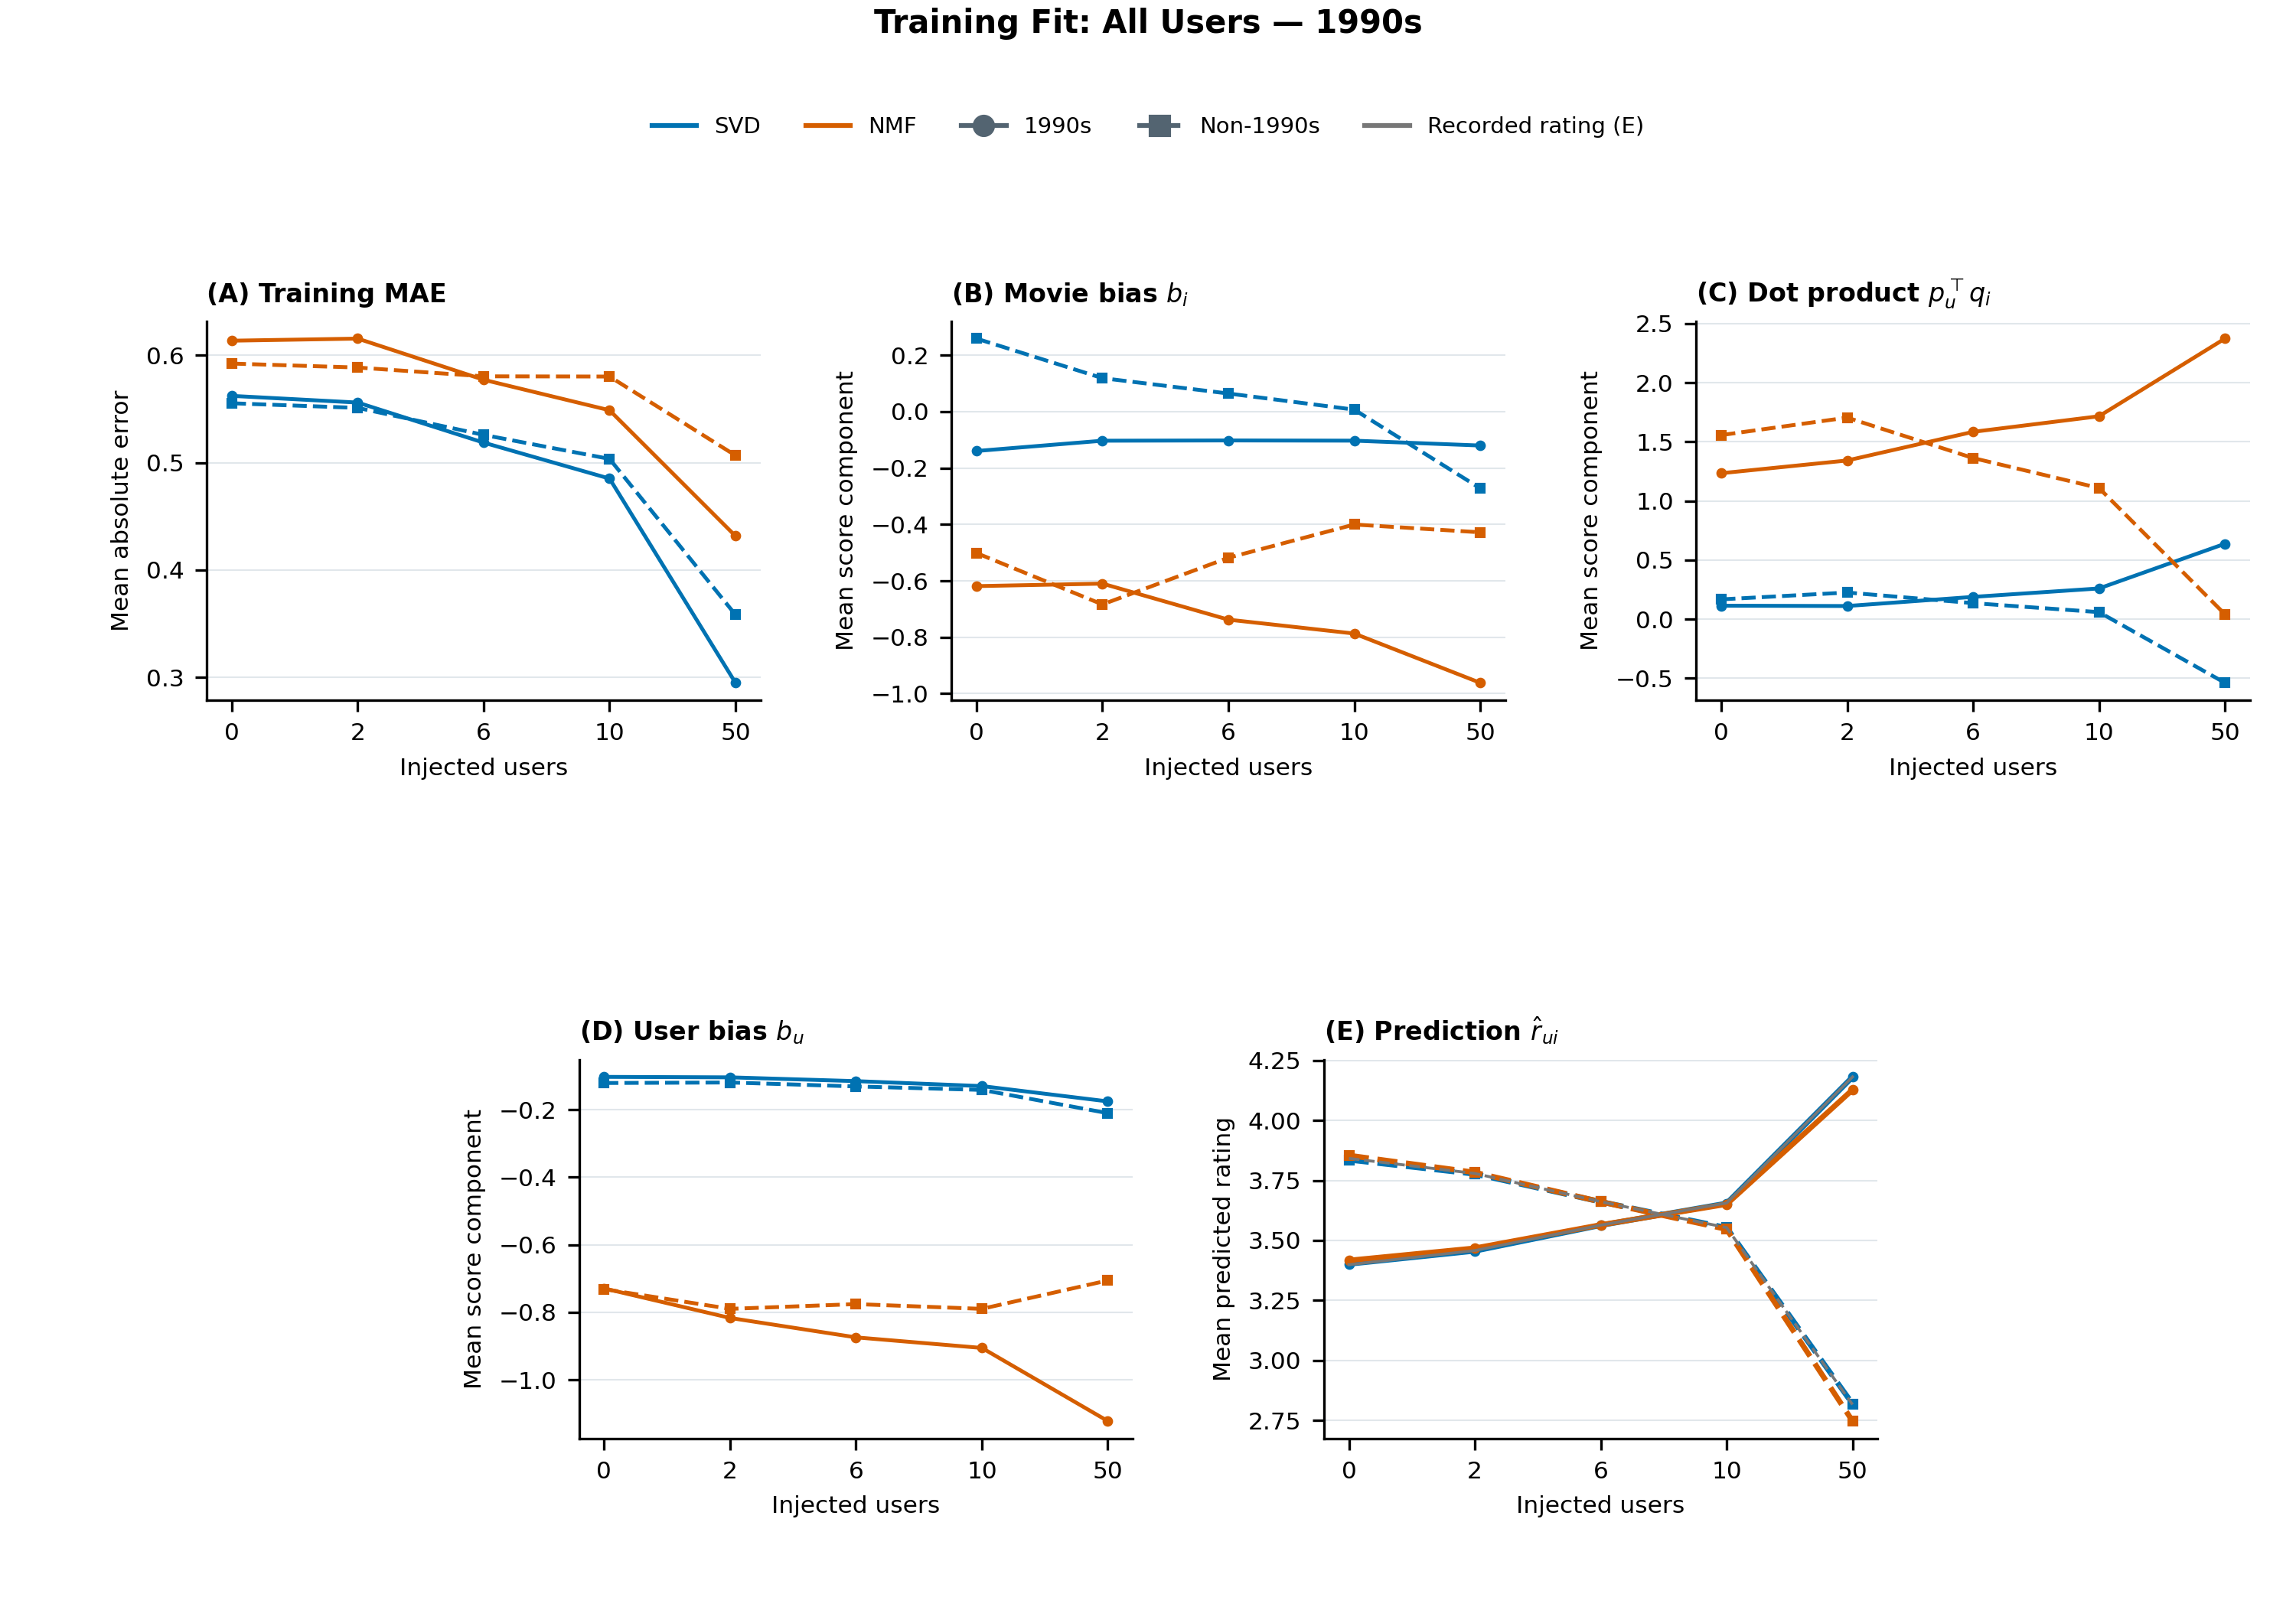 Training Fit: All Users — 1990s
SVD NMF 1990s Non-1990s Recorded rating (E)
(A) Training MAE
Mean absolute error
0.6
0.5
0.4
0.3
0 2 6 10 50
Injected users
(B) Movie bias b_i
Mean score component
0.2
0.0
−0.2
−0.4
−0.6
−0.8
−1.0
0 2 6 10 50
Injected users
(C) Dot product p_u^⊤ q_i
Mean score component
2.5
2.0
1.5
1.0
0.5
0.0
−0.5
0 2 6 10 50
Injected users
(D) User bias b_u
Mean score component
−0.2
−0.4
−0.6
−0.8
−1.0
0 2 6 10 50
Injected users
(E) Prediction r̂_ui
Mean predicted rating
4.25
4.00
3.75
3.50
3.25
3.00
2.75
0 2 6 10 50
Injected users